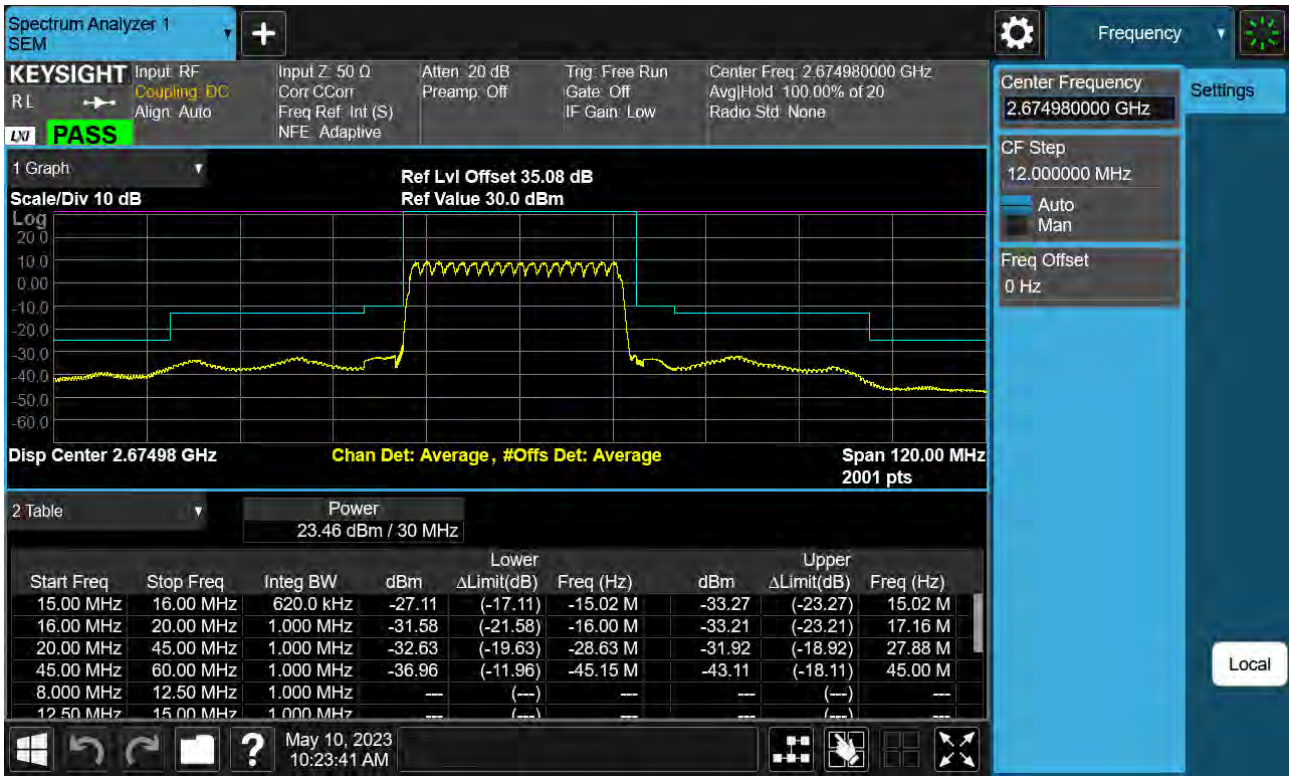 Spectrum Analyzer 1
SEM
Frequency
KEYSIGHT
Input: RF
Coupling: DC
Align: Auto
Input Z: 50 Ω
Corr CCorr
Freq Ref: Int (S)
NFE: Adaptive
Atten: 20 dB
Preamp: Off
Trig: Free Run
Gate: Off
IF Gain: Low
Center Freq: 2.674980000 GHz
Avg|Hold: 100.00% of 20
Radio Std: None
R L
LXI PASS
Center Frequency
2.674980000 GHz
Settings
CF Step
12.000000 MHz
Auto
Man
Freq Offset
0 Hz
Local
1 Graph
Scale/Div 10 dB
Ref Lvl Offset 35.08 dB
Ref Value 30.0 dBm
Log
20.0
10.0
0.00
-10.0
-20.0
-30.0
-40.0
-50.0
-60.0
Disp Center 2.67498 GHz
Chan Det: Average, #Offs Det: Average
Span 120.00 MHz
2001 pts
2 Table
Power
23.46 dBm / 30 MHz
Lower Upper
Start Freq Stop Freq Integ BW dBm ΔLimit(dB) Freq (Hz) dBm ΔLimit(dB) Freq (Hz)
15.00 MHz 16.00 MHz 620.0 kHz -27.11 (-17.11) -15.02 M -33.27 (-23.27) 15.02 M
16.00 MHz 20.00 MHz 1.000 MHz -31.58 (-21.58) -16.00 M -33.21 (-23.21) 17.16 M
20.00 MHz 45.00 MHz 1.000 MHz -32.63 (-19.63) -28.63 M -31.92 (-18.92) 27.88 M
45.00 MHz 60.00 MHz 1.000 MHz -36.96 (-11.96) -45.15 M -43.11 (-18.11) 45.00 M
8.000 MHz 12.50 MHz 1.000 MHz --- (---) --- --- (---) ---
12.50 MHz 15.00 MHz 1.000 MHz --- (---) --- --- (---) ---
?
May 10, 2023
10:23:41 AM